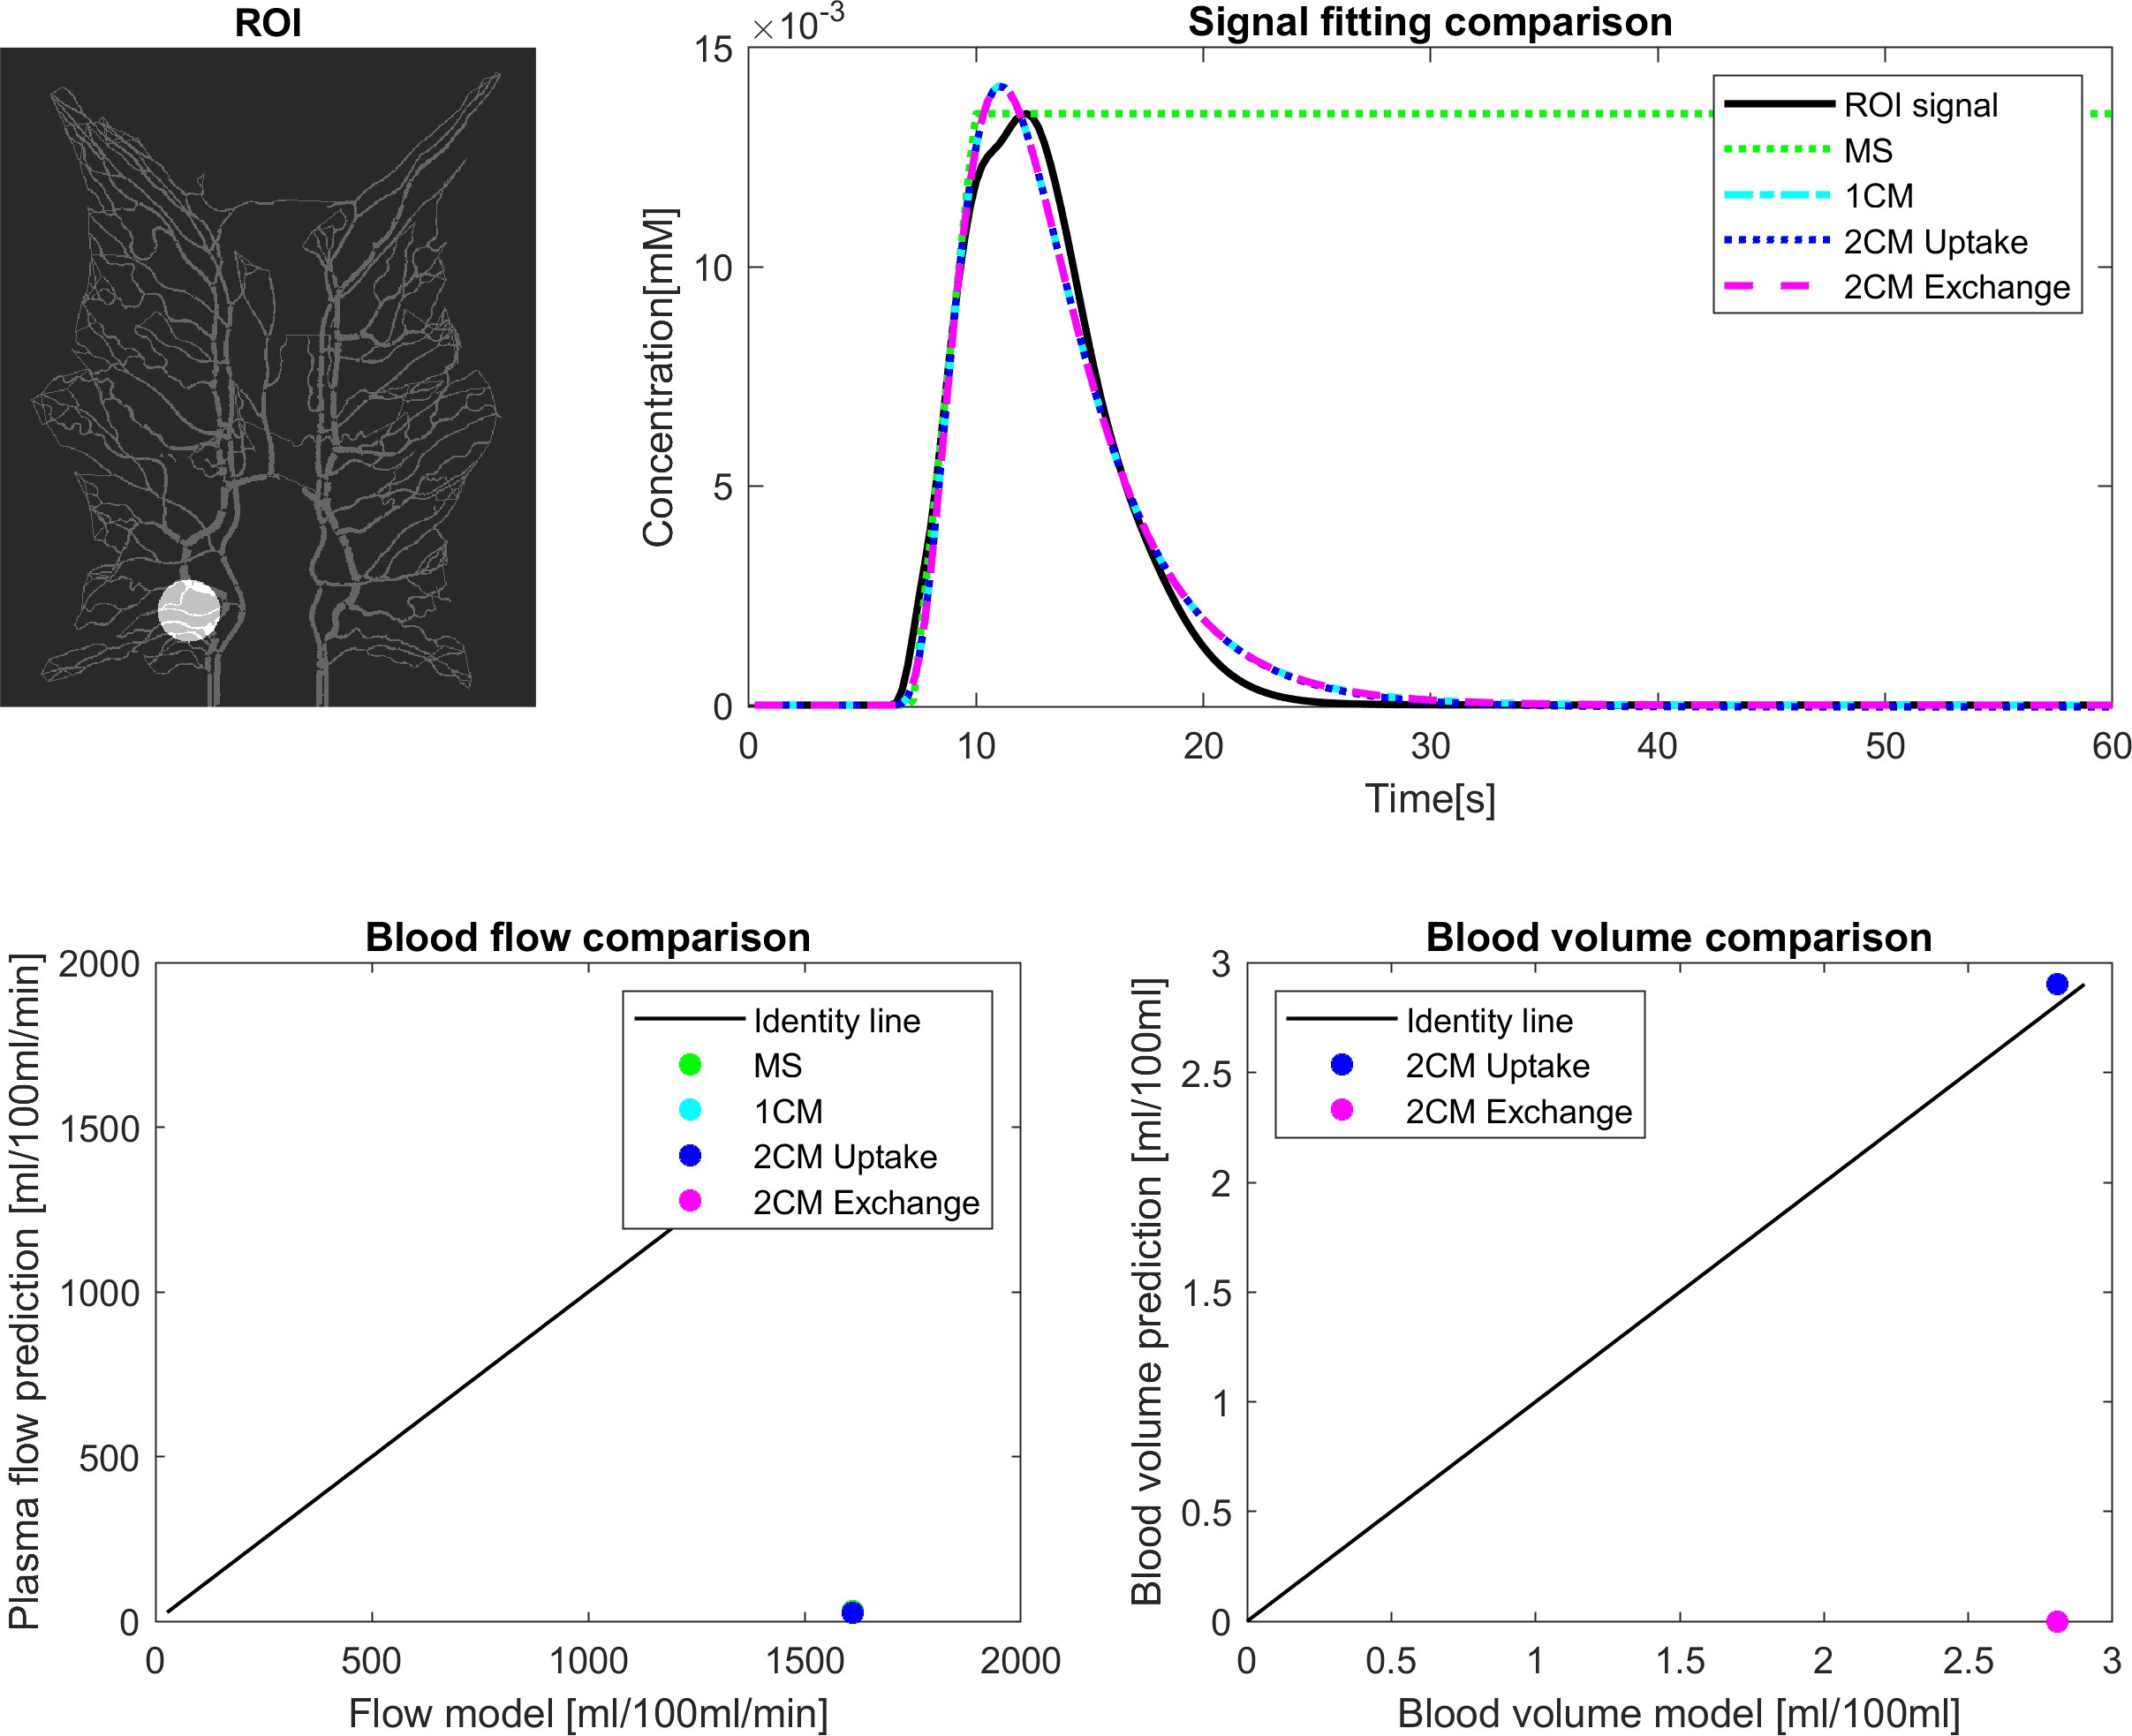 ROI
Signal fitting comparison
×10⁻³
15
10
5
0
Concentration[mM]
0 10 20 30 40 50 60
Time[s]
ROI signal
MS
1CM
2CM Uptake
2CM Exchange
Blood flow comparison
2000
1500
1000
500
0
Plasma flow prediction [ml/100ml/min]
0 500 1000 1500 2000
Flow model [ml/100ml/min]
Identity line
MS
1CM
2CM Uptake
2CM Exchange
Blood volume comparison
3
2.5
2
1.5
1
0.5
0
Blood volume prediction [ml/100ml]
0 0.5 1 1.5 2 2.5 3
Blood volume model [ml/100ml]
Identity line
2CM Uptake
2CM Exchange